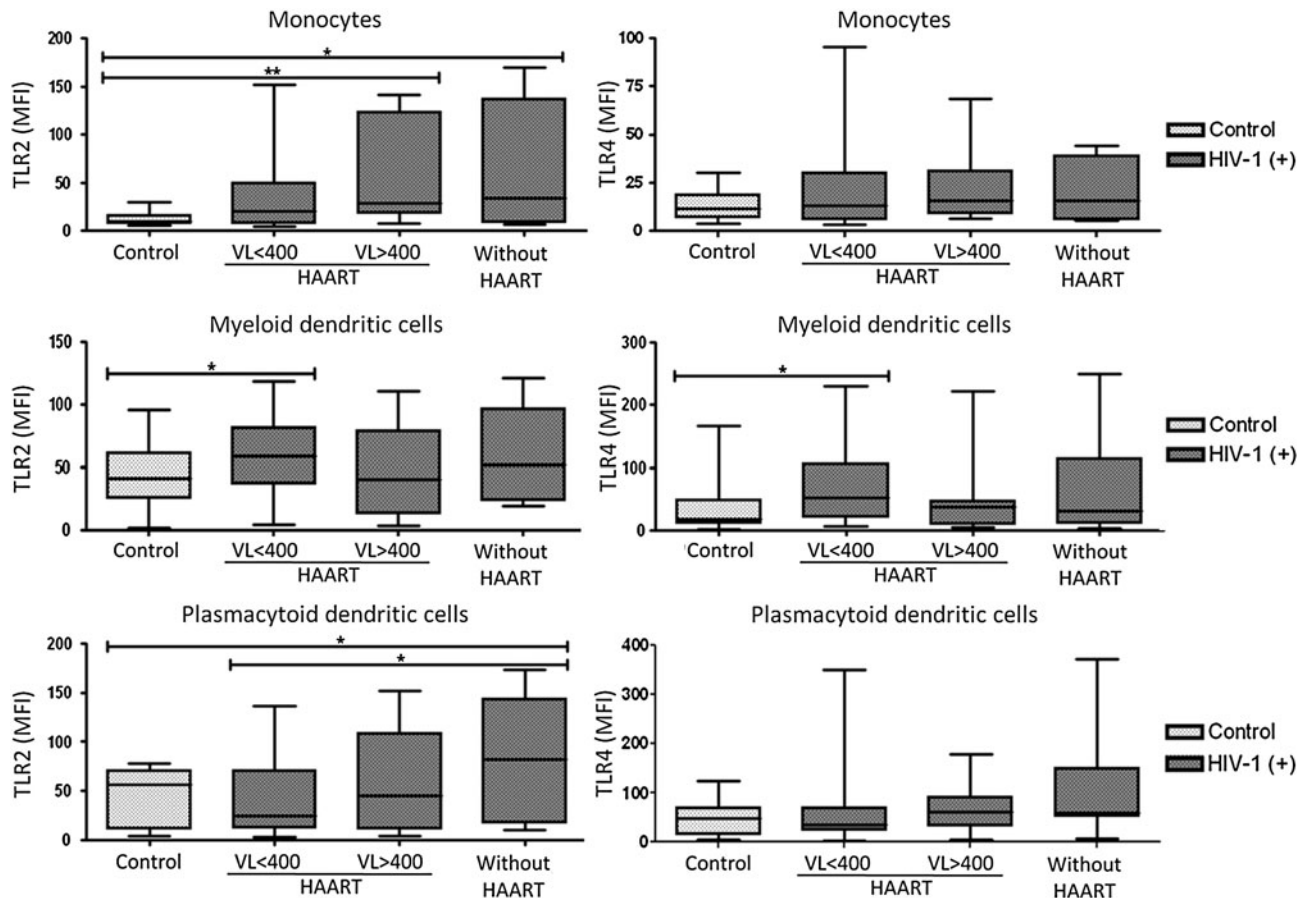 Monocytes
TLR2 (MFI)
200
150
100
50
0
*
**
Control
VL<400
VL>400
HAART
Without
HAART
Monocytes
TLR4 (MFI)
100
75
50
25
0
Control
VL<400
VL>400
HAART
Without
HAART
Control
HIV-1 (+)
Myeloid dendritic cells
TLR2 (MFI)
150
100
50
0
*
Control
VL<400
VL>400
HAART
Without
HAART
Myeloid dendritic cells
TLR4 (MFI)
300
200
100
0
*
Control
VL<400
VL>400
HAART
Without
HAART
Control
HIV-1 (+)
Plasmacytoid dendritic cells
TLR2 (MFI)
200
150
100
50
0
*
*
Control
VL<400
VL>400
HAART
Without
HAART
Plasmacytoid dendritic cells
TLR4 (MFI)
400
300
200
100
0
Control
VL<400
VL>400
HAART
Without
HAART
Control
HIV-1 (+)